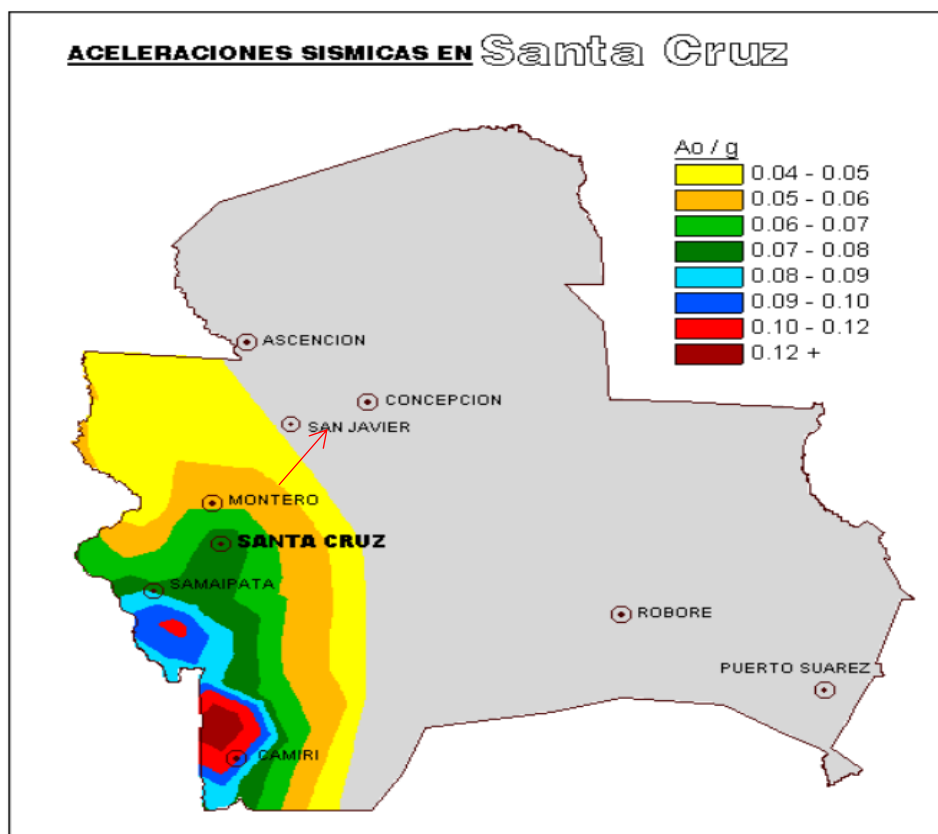 ACELERACIONES SISMICAS EN Santa Cruz
Ao / g
0.04 - 0.05
0.05 - 0.06
0.06 - 0.07
0.07 - 0.08
0.08 - 0.09
0.09 - 0.10
0.10 - 0.12
0.12 +
ASCENCION
CONCEPCION
SAN JAVIER
MONTERO
SANTA CRUZ
SAMAIPATA
ROBORE
PUERTO SUAREZ
CAMIRI